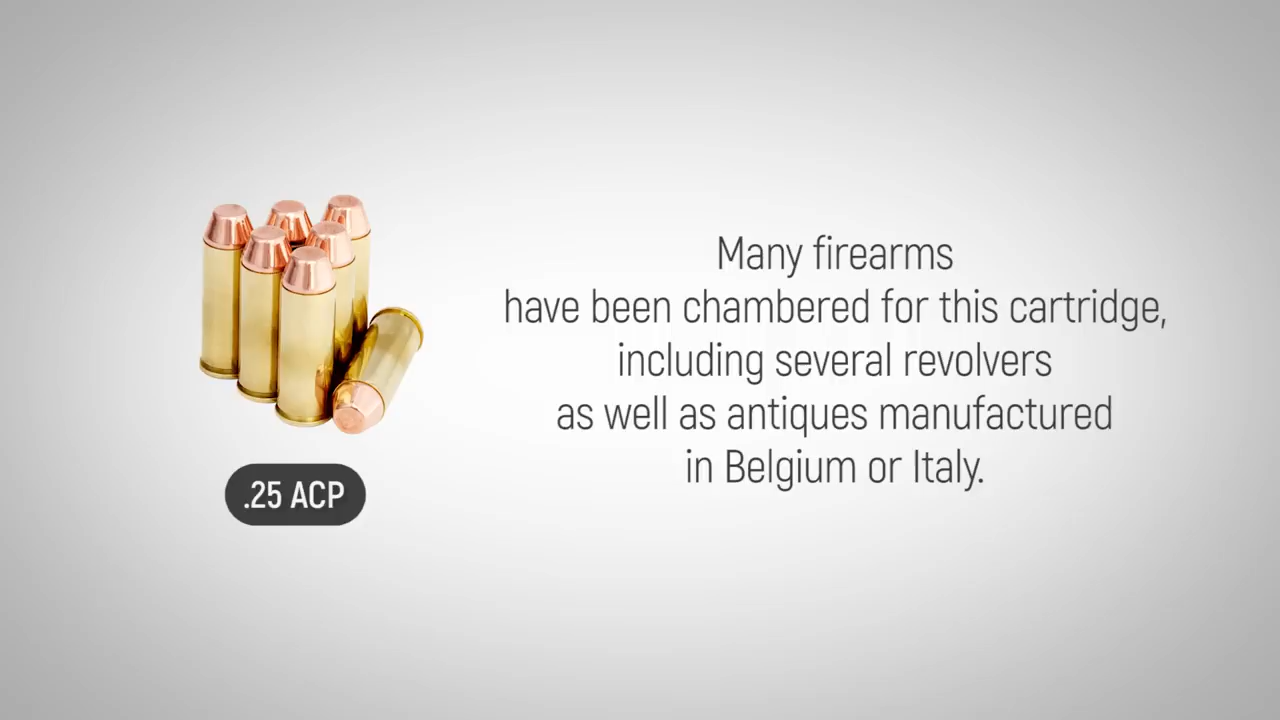 Many firearms
have been chambered for this cartridge,
including several revolvers
as well as antiques manufactured
in Belgium or Italy.
.25 ACP